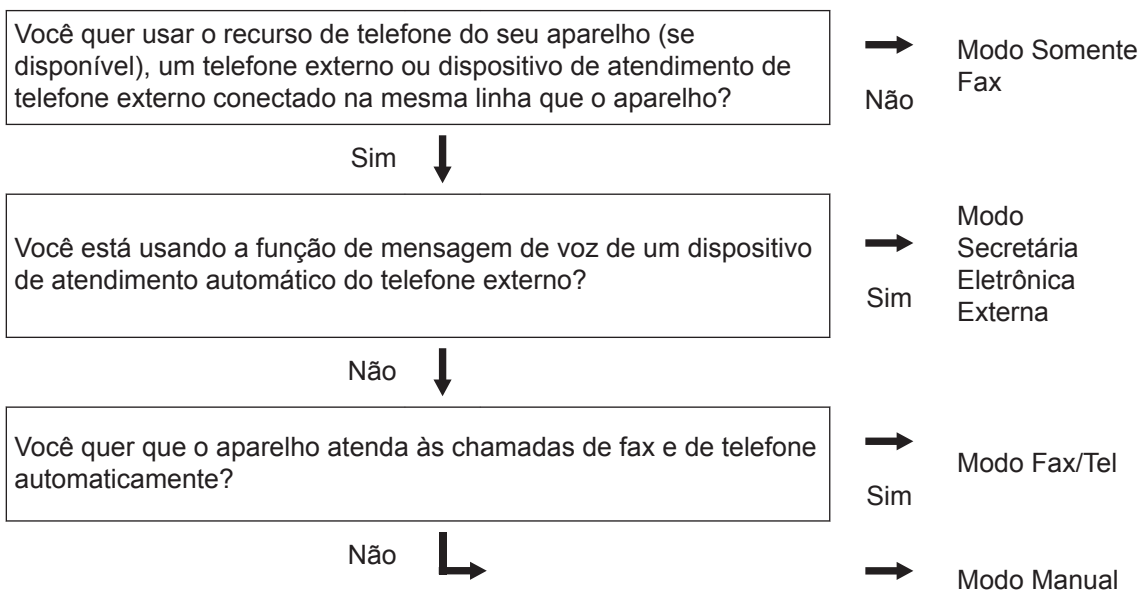 Você quer usar o recurso de telefone do seu aparelho (se
disponível), um telefone externo ou dispositivo de atendimento de
telefone externo conectado na mesma linha que o aparelho?
Não
Modo Somente
Fax
Sim
Você está usando a função de mensagem de voz de um dispositivo
de atendimento automático do telefone externo?
Sim
Modo
Secretária
Eletrônica
Externa
Não
Você quer que o aparelho atenda às chamadas de fax e de telefone
automaticamente?
Sim
Modo Fax/Tel
Não
Modo Manual